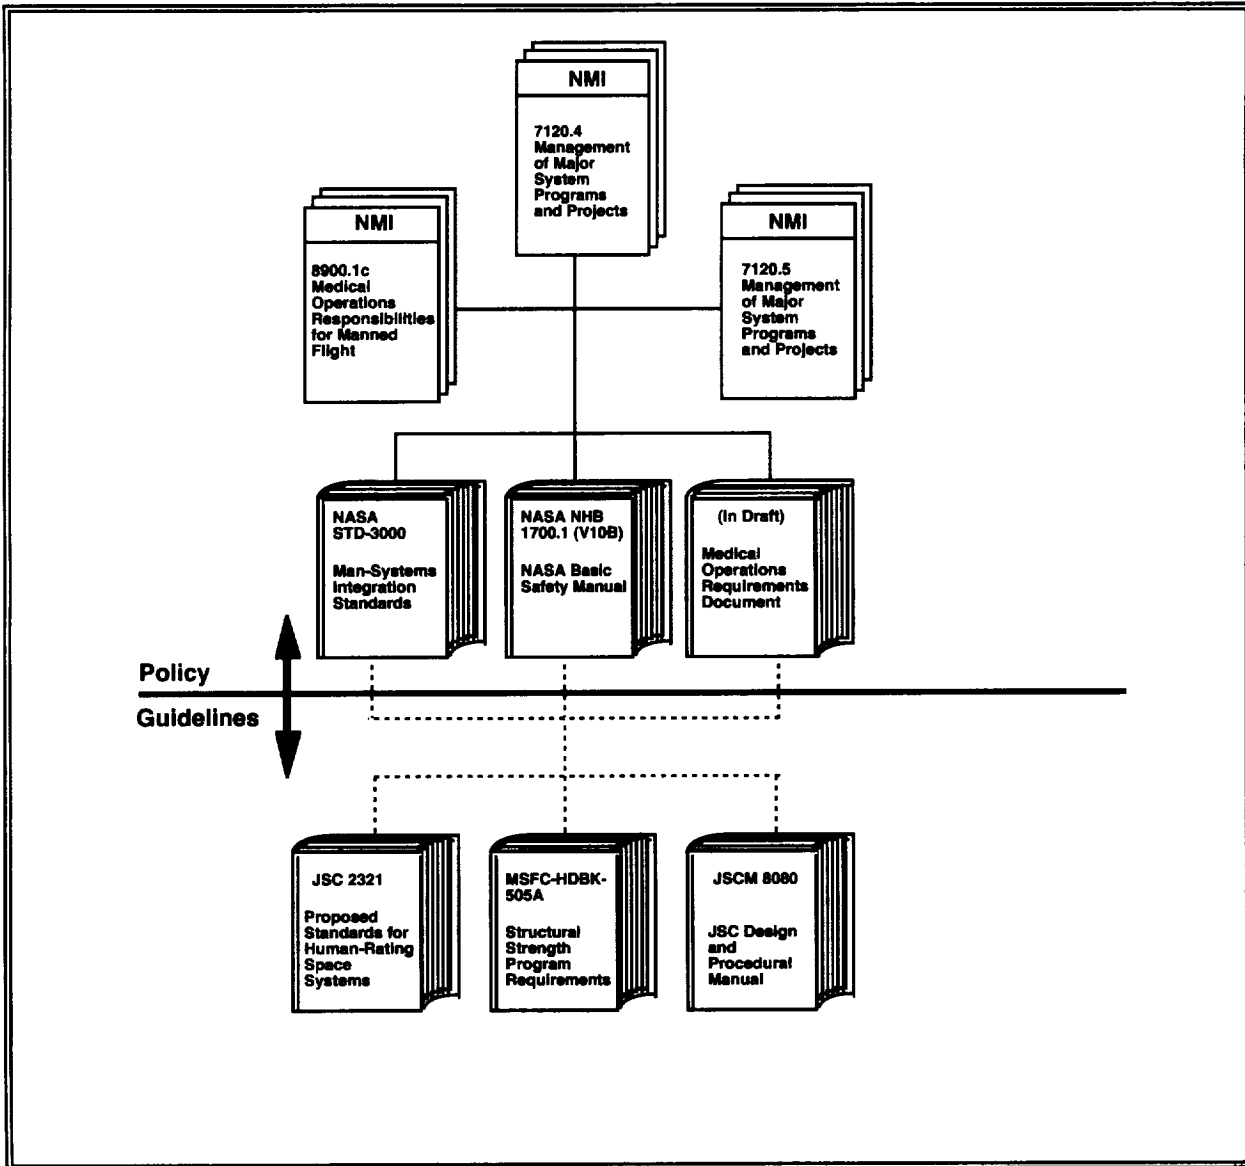 NMI
7120.4
Management
of Major
System
Programs
and Projects
NMI
8900.1c
Medical
Operations
Responsibilities
for Manned
Flight
NMI
7120.5
Management
of Major
System
Programs
and Projects
NASA
STD-3000
Man-Systems
Integration
Standards
NASA NHB
1700.1 (V10B)
NASA Basic
Safety Manual
(In Draft)
Medical
Operations
Requirements
Document
Policy
Guidelines
JSC 2321
Proposed
Standards for
Human-Rating
Space
Systems
MSFC-HDBK-
505A
Structural
Strength
Program
Requirements
JSCM 8080
JSC Design
and
Procedural
Manual